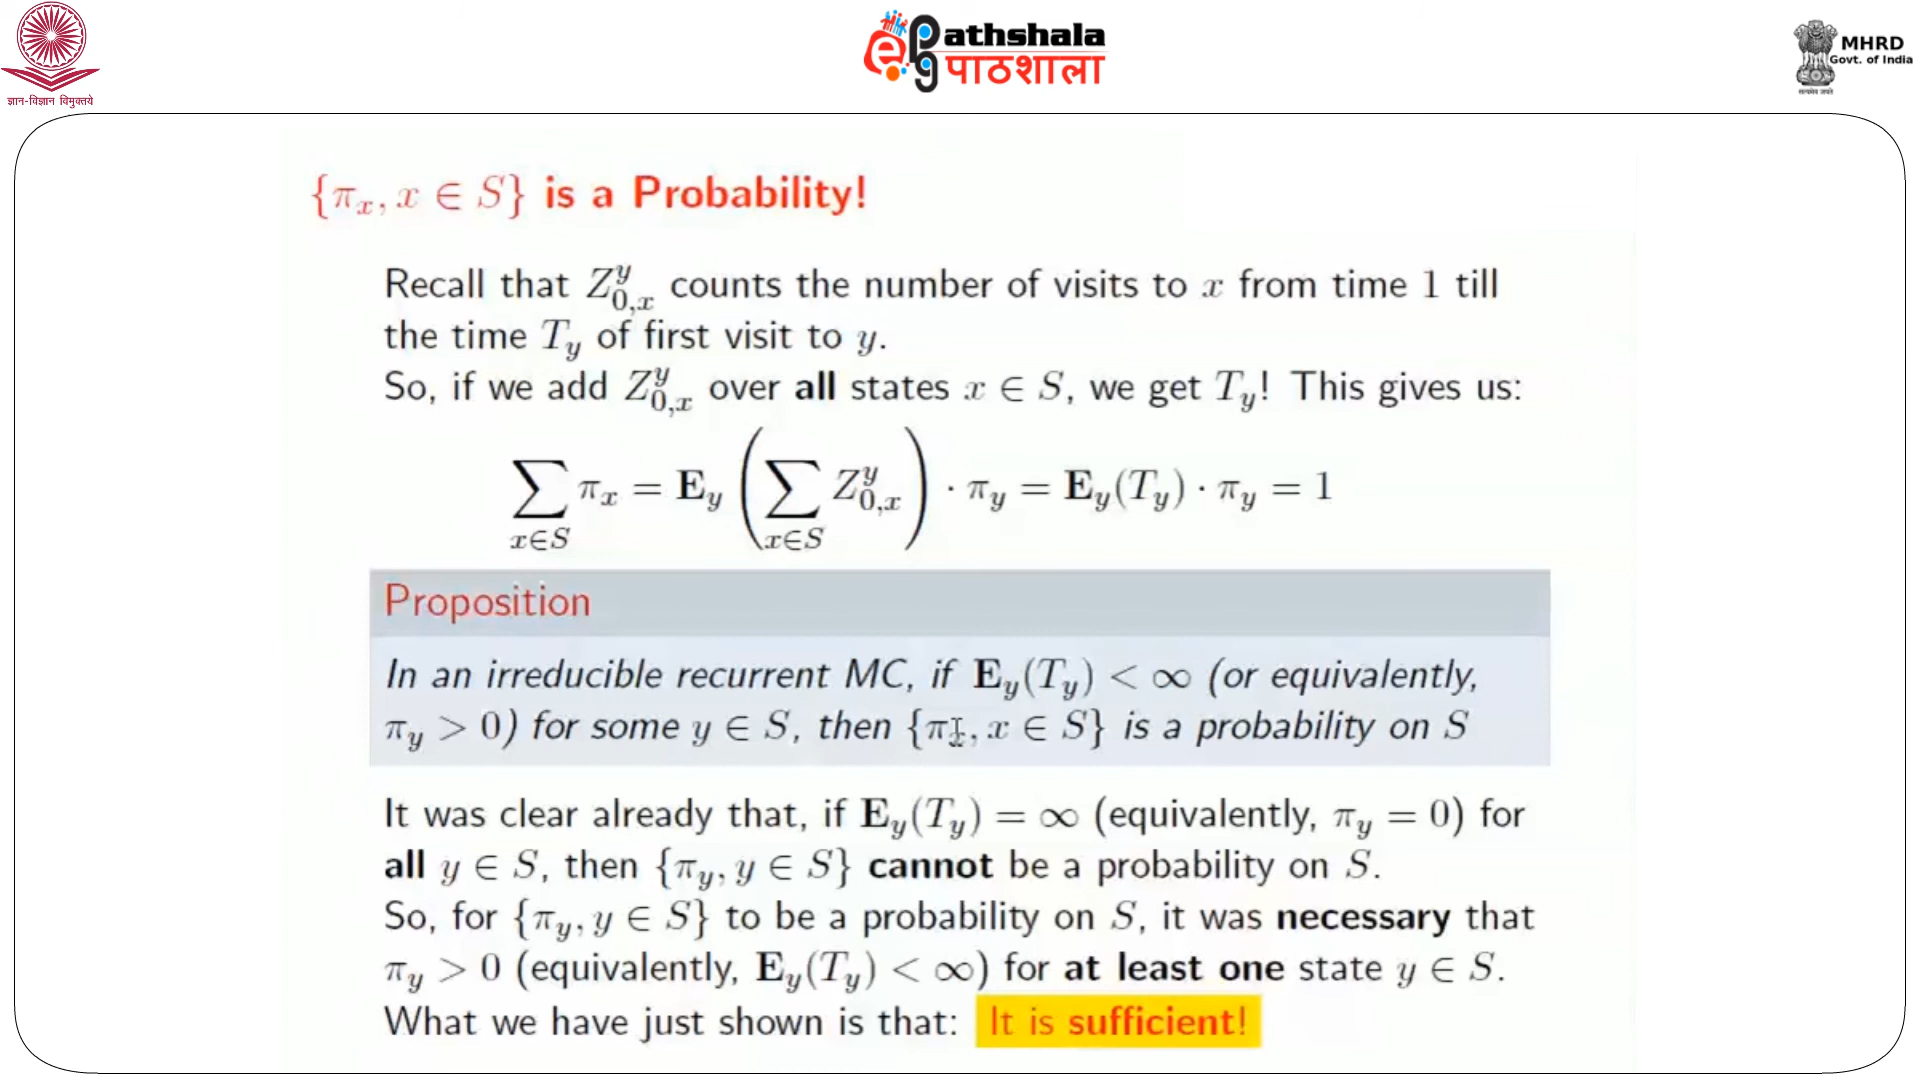 ज्ञान-विज्ञान विमुक्तये
ePathshala
पाठशाला
MHRD
Govt. of India
सत्यमेव जयते
{π_x, x ∈ S} is a Probability!
Recall that Z^y_{0,x} counts the number of visits to x from time 1 till
the time T_y of first visit to y.
So, if we add Z^y_{0,x} over all states x ∈ S, we get T_y! This gives us:
∑_{x∈S} π_x = E_y (∑_{x∈S} Z^y_{0,x}) · π_y = E_y(T_y) · π_y = 1
Proposition
In an irreducible recurrent MC, if E_y(T_y) < ∞ (or equivalently,
π_y > 0) for some y ∈ S, then {π_x, x ∈ S} is a probability on S
It was clear already that, if E_y(T_y) = ∞ (equivalently, π_y = 0) for
all y ∈ S, then {π_y, y ∈ S} cannot be a probability on S.
So, for {π_y, y ∈ S} to be a probability on S, it was necessary that
π_y > 0 (equivalently, E_y(T_y) < ∞) for at least one state y ∈ S.
What we have just shown is that: It is sufficient!